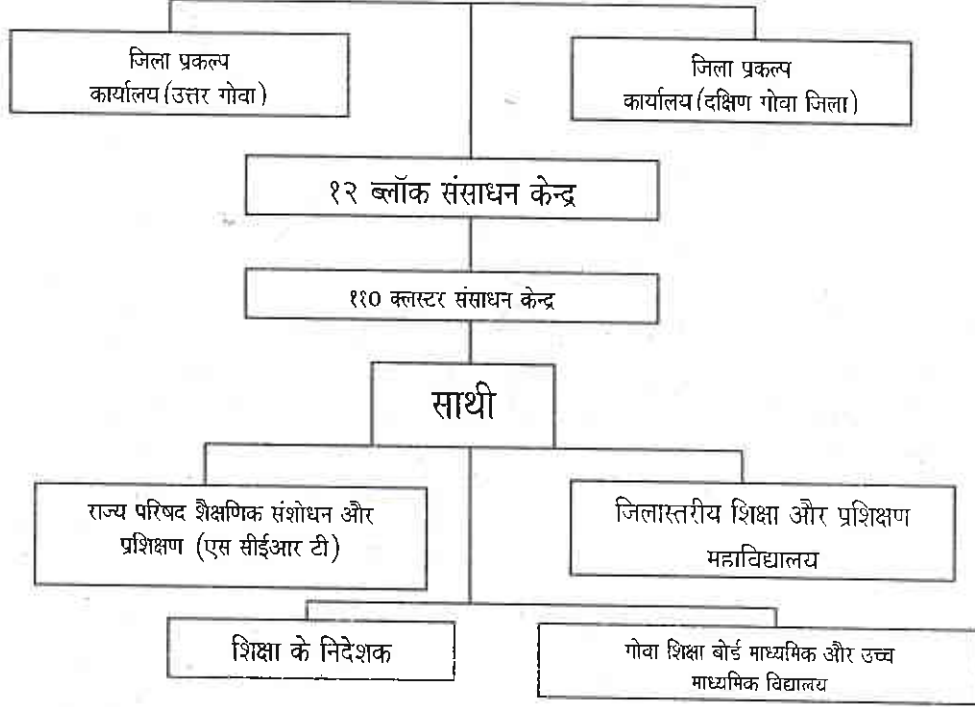 जिला प्रकल्प
कार्यालय (उत्तर गोवा)
जिला प्रकल्प
कार्यालय (दक्षिण गोवा जिला)
१२ ब्लॉक संसाधन केन्द्र
११० क्लस्टर संसाधन केन्द्र
साथी
राज्य परिषद शैक्षणिक संशोधन और
प्रशिक्षण (एस सीईआर टी)
जिलास्तरीय शिक्षा और प्रशिक्षण
महाविद्यालय
शिक्षा के निदेशक
गोवा शिक्षा बोर्ड माध्यमिक और उच्च
माध्यमिक विद्यालय